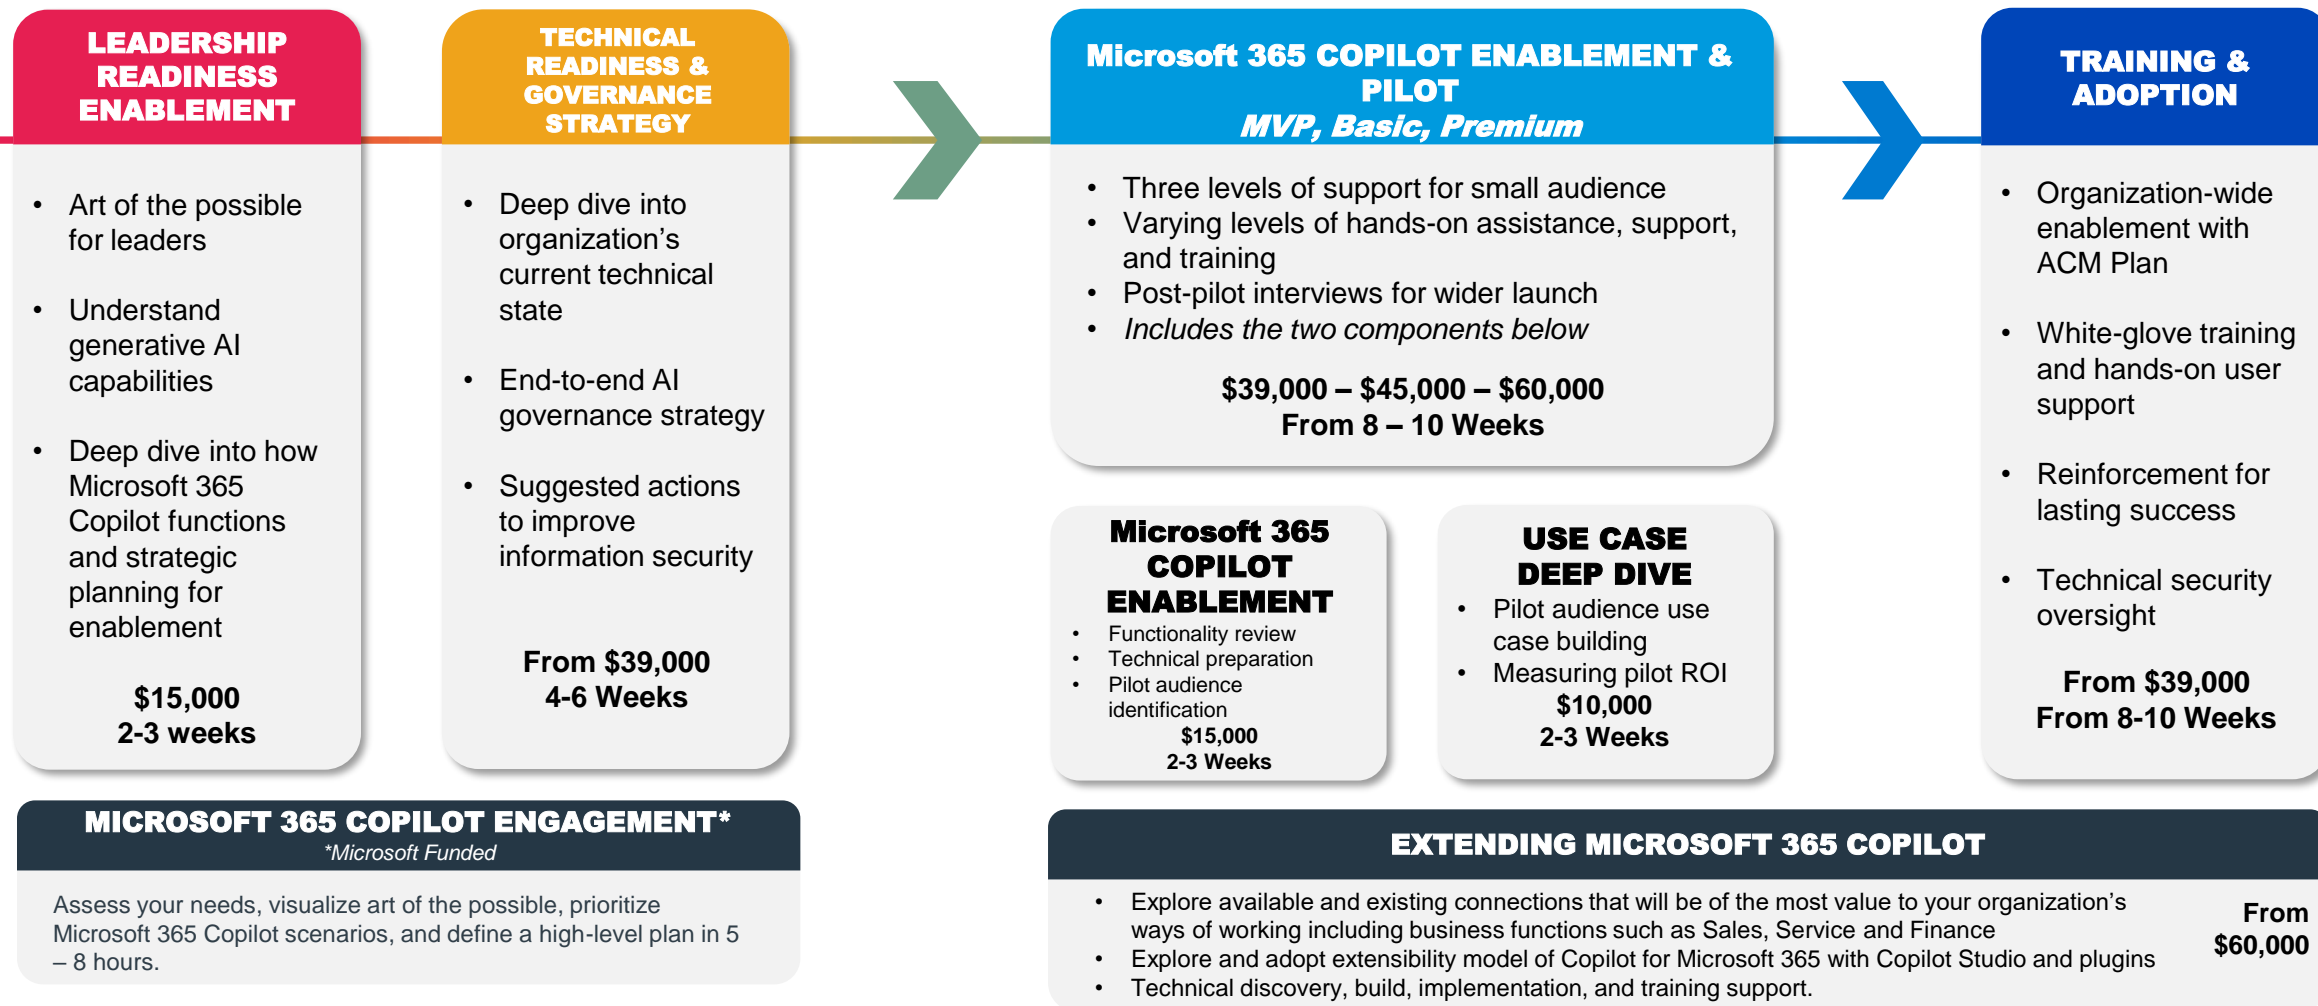 LEADERSHIP
READINESS
ENABLEMENT
• Art of the possible
for leaders
• Understand
generative AI
capabilities
• Deep dive into how
Microsoft 365
Copilot functions
and strategic
planning for
enablement
$15,000
2-3 weeks
TECHNICAL
READINESS &
GOVERNANCE
STRATEGY
• Deep dive into
organization’s
current technical
state
• End-to-end AI
governance strategy
• Suggested actions
to improve
information security
From $39,000
4-6 Weeks
MICROSOFT 365 COPILOT ENGAGEMENT*
*Microsoft Funded
Assess your needs, visualize art of the possible, prioritize
Microsoft 365 Copilot scenarios, and define a high-level plan in 5
– 8 hours.
Microsoft 365 COPILOT ENABLEMENT &
PILOT
MVP, Basic, Premium
• Three levels of support for small audience
• Varying levels of hands-on assistance, support,
and training
• Post-pilot interviews for wider launch
• Includes the two components below
$39,000 – $45,000 – $60,000
From 8 – 10 Weeks
Microsoft 365
COPILOT
ENABLEMENT
• Functionality review
• Technical preparation
• Pilot audience
identification
$15,000
2-3 Weeks
USE CASE
DEEP DIVE
• Pilot audience use
case building
• Measuring pilot ROI
$10,000
2-3 Weeks
TRAINING &
ADOPTION
• Organization-wide
enablement with
ACM Plan
• White-glove training
and hands-on user
support
• Reinforcement for
lasting success
• Technical security
oversight
From $39,000
From 8-10 Weeks
EXTENDING MICROSOFT 365 COPILOT
• Explore available and existing connections that will be of the most value to your organization’s
ways of working including business functions such as Sales, Service and Finance
• Explore and adopt extensibility model of Copilot for Microsoft 365 with Copilot Studio and plugins
• Technical discovery, build, implementation, and training support.
From
$60,000